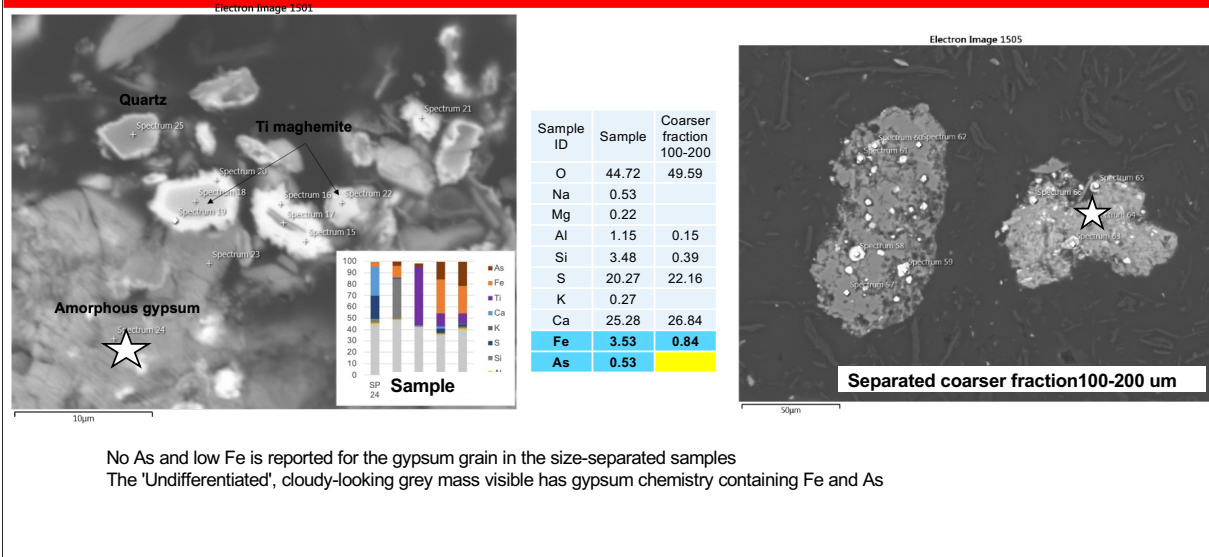 Electron Image 1501
Quartz
Spectrum 25
Spectrum 21
Ti maghemite
Spectrum 20
Spectrum 18
Spectrum 19
Spectrum 16
Spectrum 22
Spectrum 17
Spectrum 15
Spectrum 23
Amorphous gypsum
Spectrum 24
10µm
100
90
80
70
60
50
40
30
20
10
0
SP
24
Sample
As
Fe
Ti
Ca
K
S
Si
Sample ID Sample Coarser fraction 100-200
O 44.72 49.59
Na 0.53
Mg 0.22
Al 1.15 0.15
Si 3.48 0.39
S 20.27 22.16
K 0.27
Ca 25.28 26.84
Fe 3.53 0.84
As 0.53
Electron Image 1505
Spectrum 60
Spectrum 62
Spectrum 61
Spectrum 58
Spectrum 59
Spectrum 57
Spectrum 65
Spectrum 63
50µm
Separated coarser fraction100-200 um
No As and low Fe is reported for the gypsum grain in the size-separated samples
The 'Undifferentiated', cloudy-looking grey mass visible has gypsum chemistry containing Fe and As